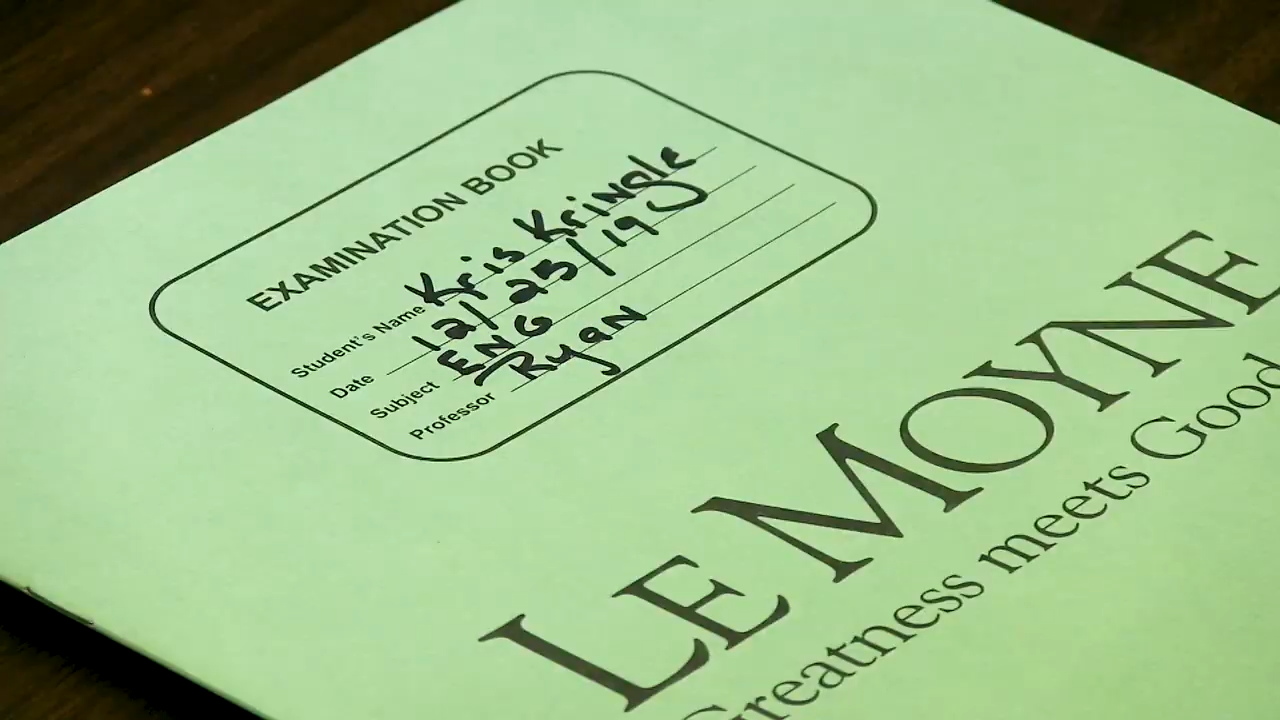 EXAMINATION BOOK
Student's Name Kris Kringle
Date 12/25/19
Subject ENG
Professor Ryan
LE MOYNE
Greatness meets Good